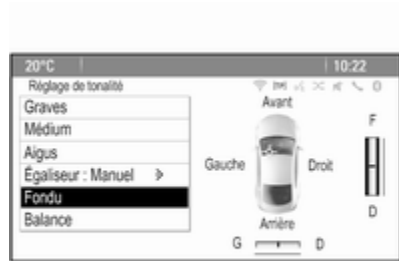 20°C 10:22
Réglage de tonalité
Graves
Médium
Aigus
Égaliseur : Manuel
Fondu
Balance
Avant
Gauche Droit
Arrière
F
D
G D